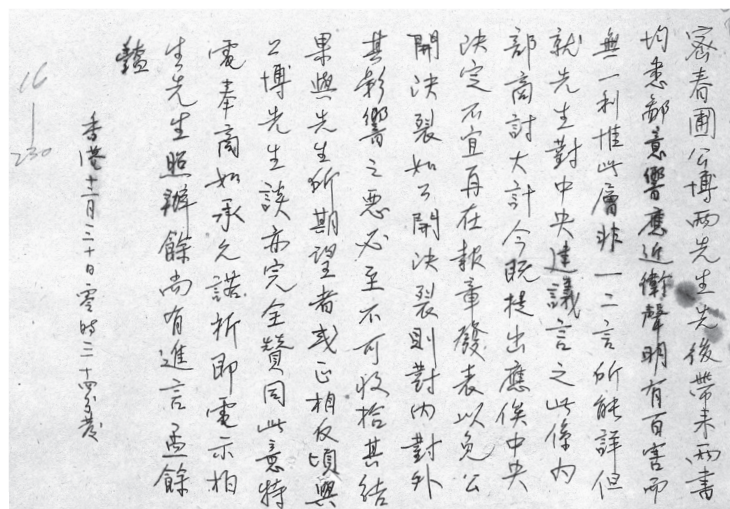 密春圃公博兩先生先後帶來兩書
均悉鄙意響應近衛聲明有百害而
無一利惟此層非一二言所能詳但
就先生對中央建議言之此係內
部商討大計今既提出應俟中央
決定不宜再在報章發表以免公
開決裂如公開決裂則對內對外
其影響之惡必至不可收拾其結
果與先生所期望者或正相反頃與
公博先生談亦完全贊同此意特
電奉商如承允諾祈即電示柏
生先生照辦餘尚有進言孟餘
香港十二月三十日零時二十四分發
16
230